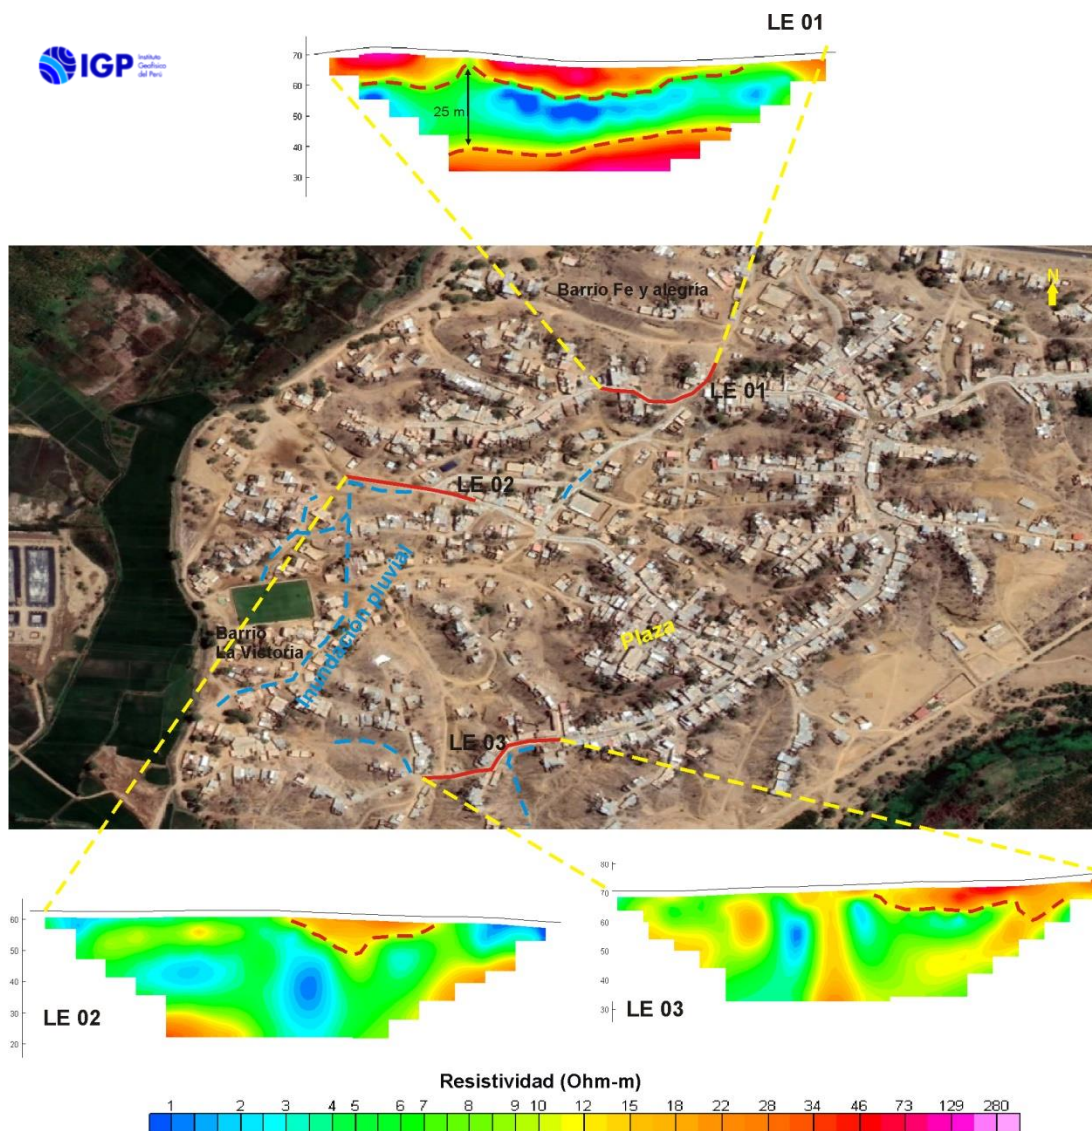 LE 01
IGP Instituto
Geofísico
del Perú
70
60
50
40
30
25 m
N
Barrio Fe y alegría
LE 01
LE 02
Inundación pluvial
Barrio
La Victoria
Plaza
LE 03
60
50
40
30
20
LE 02
80
70
60
50
40
30
LE 03
Resistividad (Ohm-m)
1 2 3 4 5 6 7 8 9 10 12 15 18 22 28 34 46 73 129 280